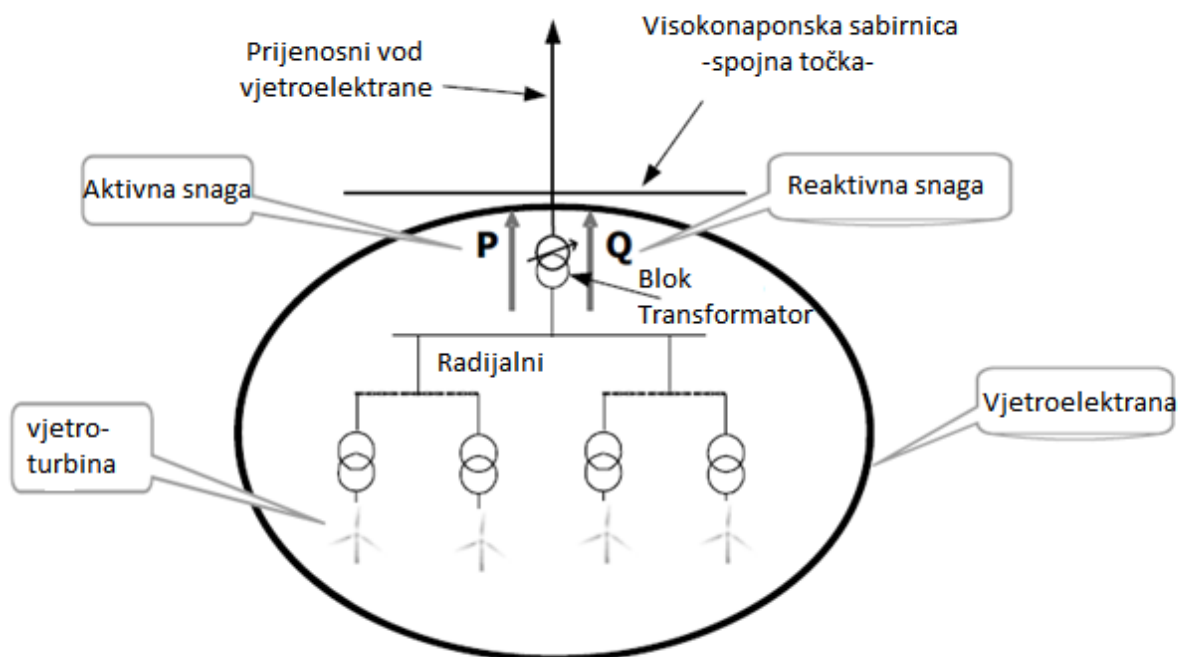 Visokonaponska sabirnica
-spojna točka-
Prijenosni vod
vjetroelektrane
Aktivna snaga
Reaktivna snaga
P
Q
Blok
Transformator
Radijalni
Vjetroelektrana
vjetro-
turbina